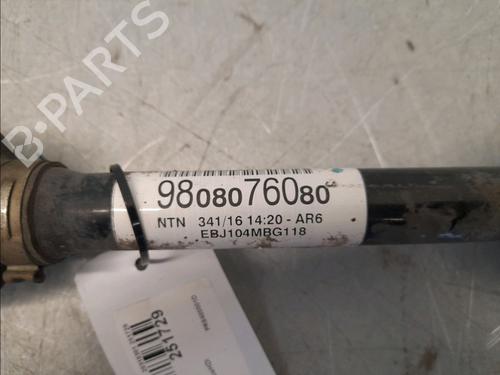 B-PARTS
9808076080
NTN 341/16 14:20 - AR6
EBJ104MBG118
251729